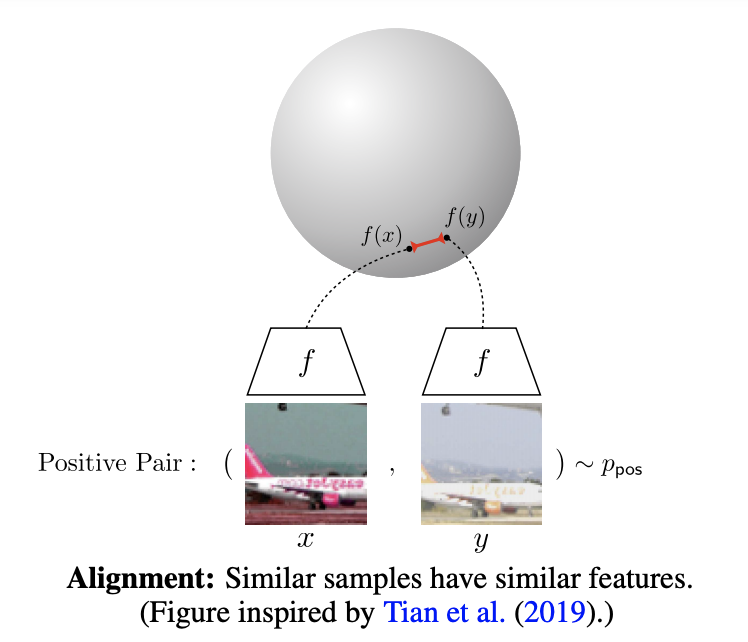 f(x)
f(y)
f
f
Positive Pair : ( , ) ∼ p_pos
x
y
Alignment: Similar samples have similar features.
(Figure inspired by Tian et al. (2019).)